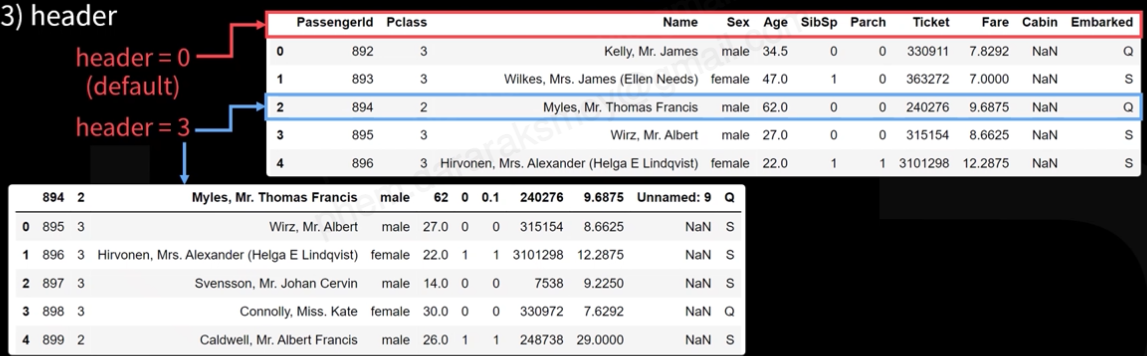 3) header
header = 0
(default)
header = 3
PassengerId Pclass Name Sex Age SibSp Parch Ticket Fare Cabin Embarked
0 892 3 Kelly, Mr. James male 34.5 0 0 330911 7.8292 NaN Q
1 893 3 Wilkes, Mrs. James (Ellen Needs) female 47.0 1 0 363272 7.0000 NaN S
2 894 2 Myles, Mr. Thomas Francis male 62.0 0 0 240276 9.6875 NaN Q
3 895 3 Wirz, Mr. Albert male 27.0 0 0 315154 8.6625 NaN S
4 896 3 Hirvonen, Mrs. Alexander (Helga E Lindqvist) female 22.0 1 1 3101298 12.2875 NaN S
894 2 Myles, Mr. Thomas Francis male 62 0 0.1 240276 9.6875 Unnamed: 9 Q
0 895 3 Wirz, Mr. Albert male 27.0 0 0 315154 8.6625 NaN S
1 896 3 Hirvonen, Mrs. Alexander (Helga E Lindqvist) female 22.0 1 1 3101298 12.2875 NaN S
2 897 3 Svensson, Mr. Johan Cervin male 14.0 0 0 7538 9.2250 NaN S
3 898 3 Connolly, Miss. Kate female 30.0 0 0 330972 7.6292 NaN Q
4 899 2 Caldwell, Mr. Albert Francis male 26.0 1 1 248738 29.0000 NaN S